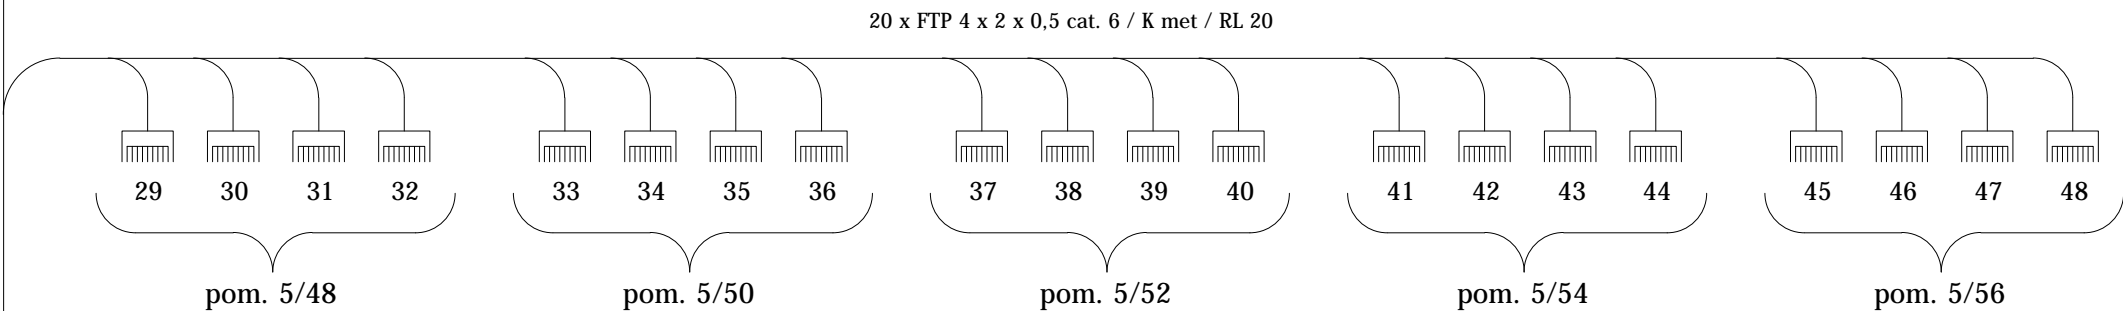 20 x FTP 4 x 2 x 0,5 cat. 6 / K met / RL 20
29 30 31 32 33 34 35 36 37 38 39 40 41 42 43 44 45 46 47 48
pom. 5/48 pom. 5/50 pom. 5/52 pom. 5/54 pom. 5/56